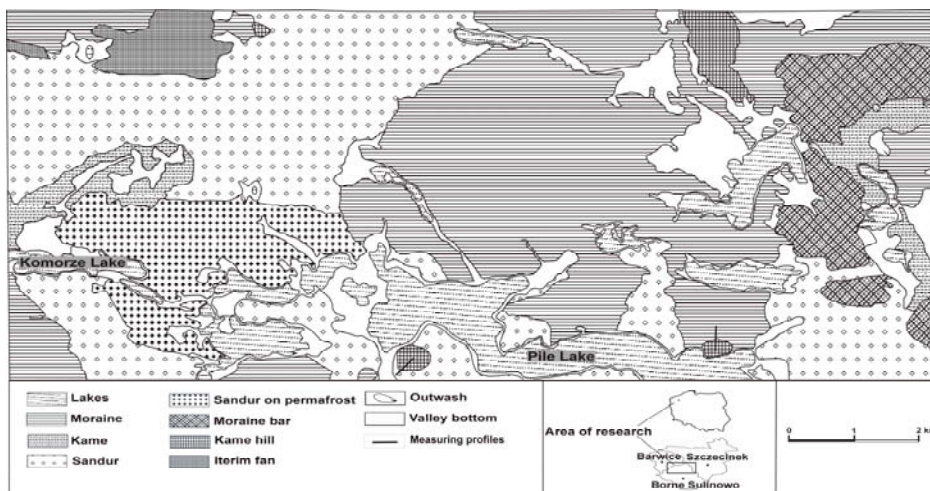 Komorze Lake
Pile Lake
Lakes
Moraine
Kame
Sandur
Sandur on permafrost
Moraine bar
Kame hill
Iterim fan
Outwash
Valley bottom
Measuring profiles
Area of research
Barwice Szczecinek
Borne Sulinowo
0 1 2